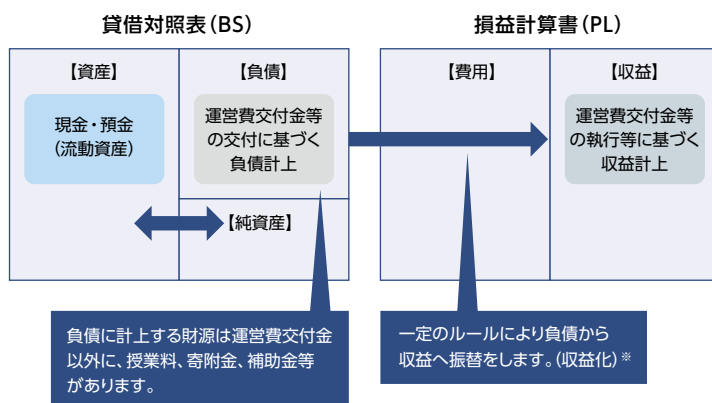 貸借対照表(BS)
【資産】
現金・預金
(流動資産)
【負債】
運営費交付金等
の交付に基づく
負債計上
【純資産】
損益計算書(PL)
【費用】
【収益】
運営費交付金等
の執行等に基づく
収益計上
負債に計上する財源は運営費交付金
以外に、授業料、寄附金、補助金等
があります。
一定のルールにより負債から
収益へ振替をします。(収益化)※